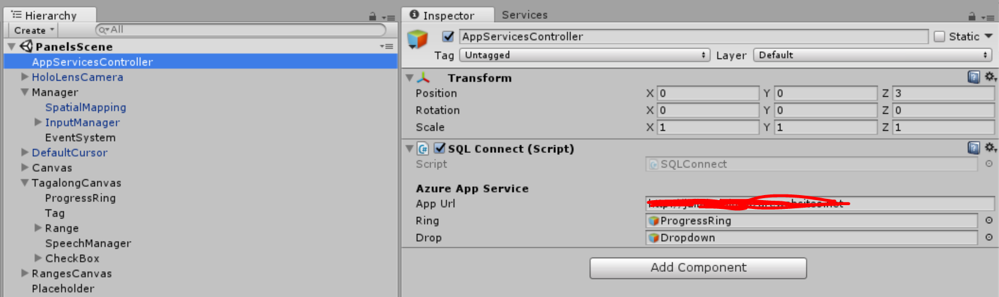 Hierarchy
Create
All
PanelsScene
AppServicesController
HoloLensCamera
Manager
SpatialMapping
InputManager
EventSystem
DefaultCursor
Canvas
TagalongCanvas
ProgressRing
Tag
Range
SpeechManager
CheckBox
RangesCanvas
Placeholder
Inspector Services
AppServicesController Static
Tag Untagged Layer Default
Transform
Position X 0 Y 0 Z 3
Rotation X 0 Y 0 Z 0
Scale X 1 Y 1 Z 1
SQL Connect (Script)
Script SQLConnect
Azure App Service
App Url
Ring ProgressRing
Drop Dropdown
Add Component